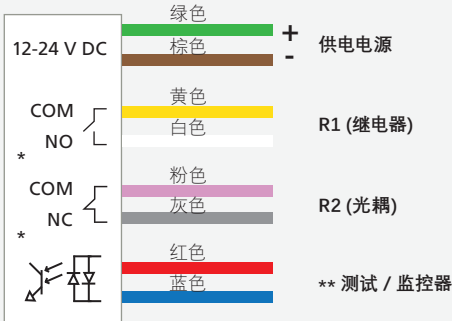 绿色
+
12-24 V DC
棕色
-
供电电源
黄色
COM
白色
NO
R1 (继电器)
*
粉色
COM
灰色
NC
R2 (光耦)
*
红色
蓝色
** 测试 / 监控器